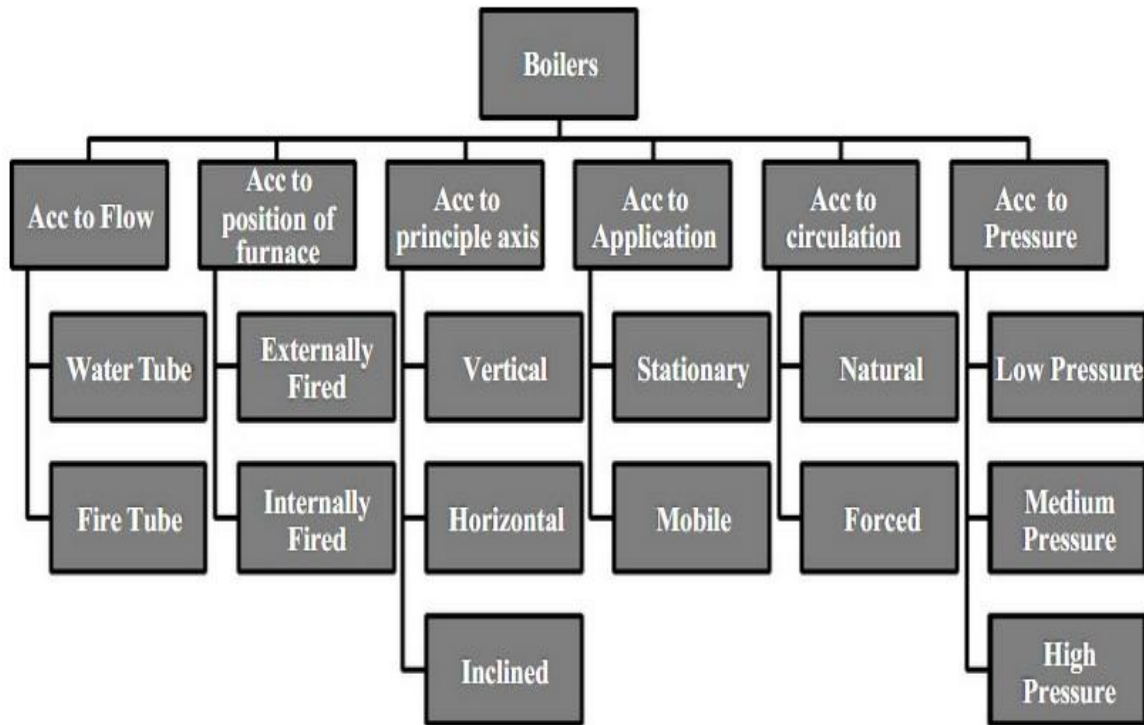 Boilers
Acc to Flow
Acc to
position of
furnace
Acc to
principle axis
Acc to
Application
Acc to
circulation
Acc to
Pressure
Water Tube
Externally
Fired
Vertical
Stationary
Natural
Low Pressure
Fire Tube
Internally
Fired
Horizontal
Mobile
Forced
Medium
Pressure
Inclined
High
Pressure